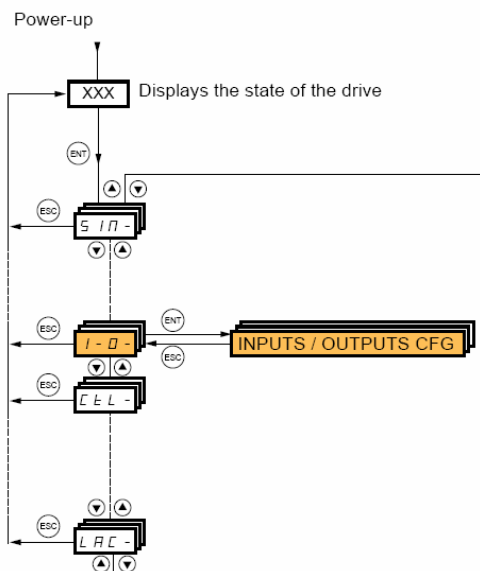 Power-up
XXX Displays the state of the drive
ENT
ESC
SIM-
ESC
ENT
I-O-
INPUTS / OUTPUTS CFG
ESC
ESC
CtL-
ESC
LAC-